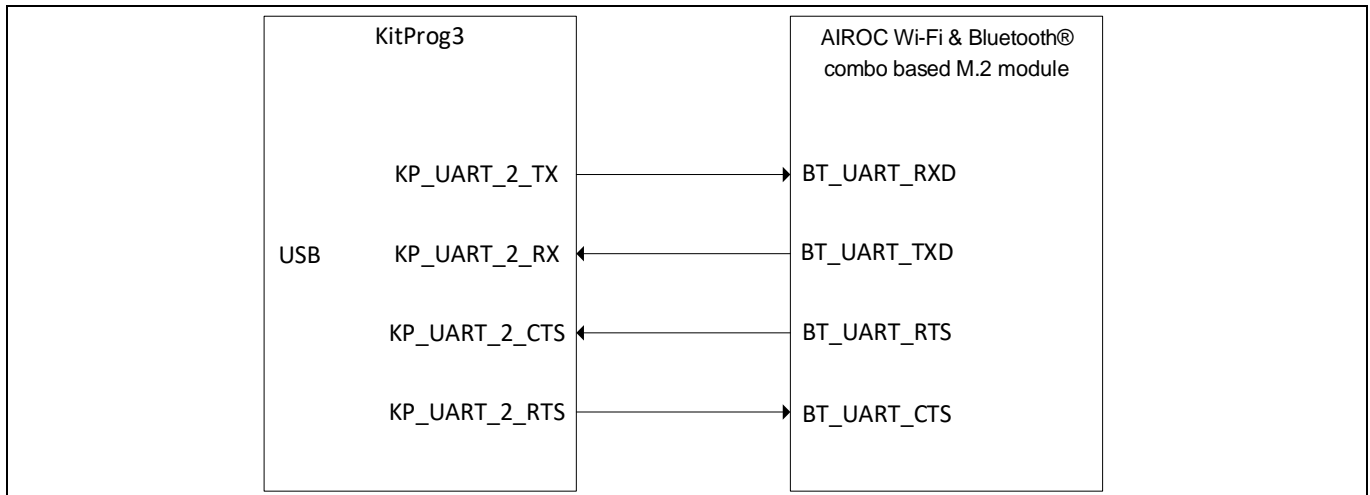 KitProg3
AIROC Wi-Fi & Bluetooth®
combo based M.2 module
KP_UART_2_TX
BT_UART_RXD
USB
KP_UART_2_RX
BT_UART_TXD
KP_UART_2_CTS
BT_UART_RTS
KP_UART_2_RTS
BT_UART_CTS